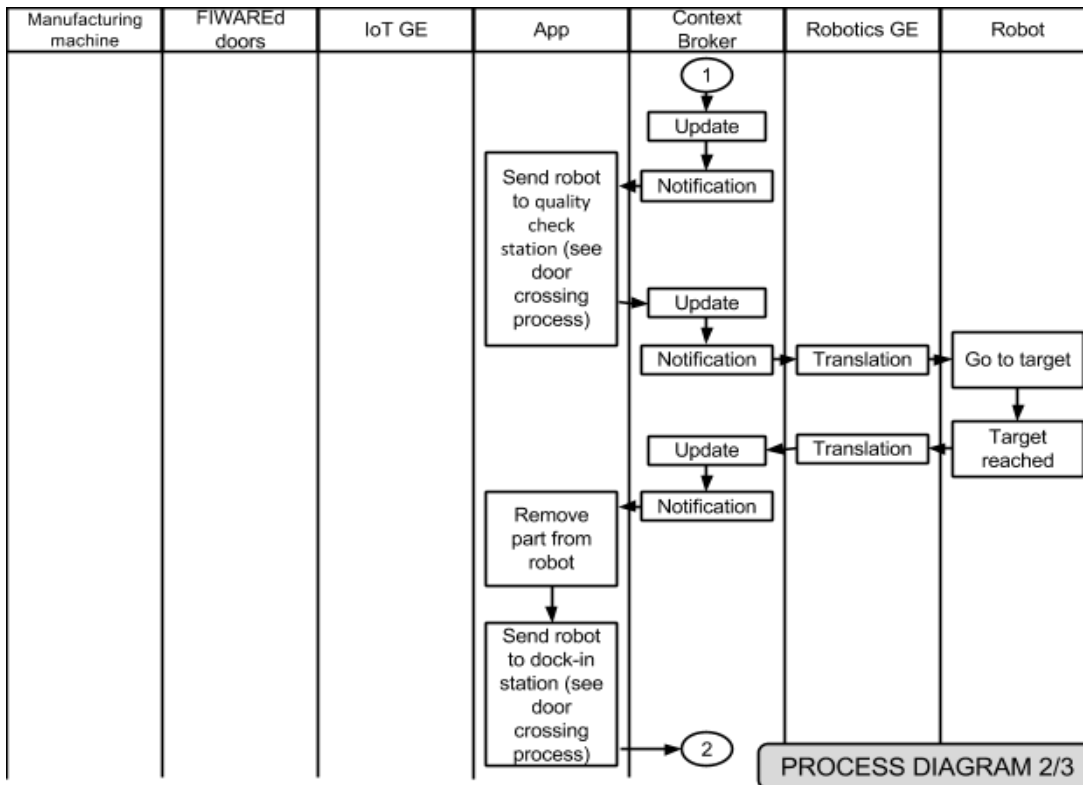 Manufacturing
machine
FIWAREd
doors
IoT GE
App
Context
Broker
Robotics GE
Robot
1
Update
Notification
Send robot
to quality
check
station (see
door
crossing
process)
Update
Notification
Translation
Go to target
Target
reached
Translation
Update
Notification
Remove
part from
robot
Send robot
to dock-in
station (see
door
crossing
process)
2
PROCESS DIAGRAM 2/3